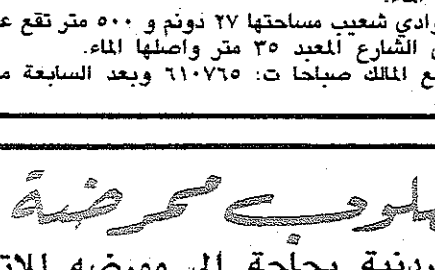 وادي شعيب مساحتها ٢٧ دونم و ٥٠٠ متر تقع
الشارع المعبد ٣٥ متر واصلها الماء.
المالك صباحا ت: ٦١٠٧٦٥ وبعد السابعة
ممرضة
بحاجة الى ممرضه